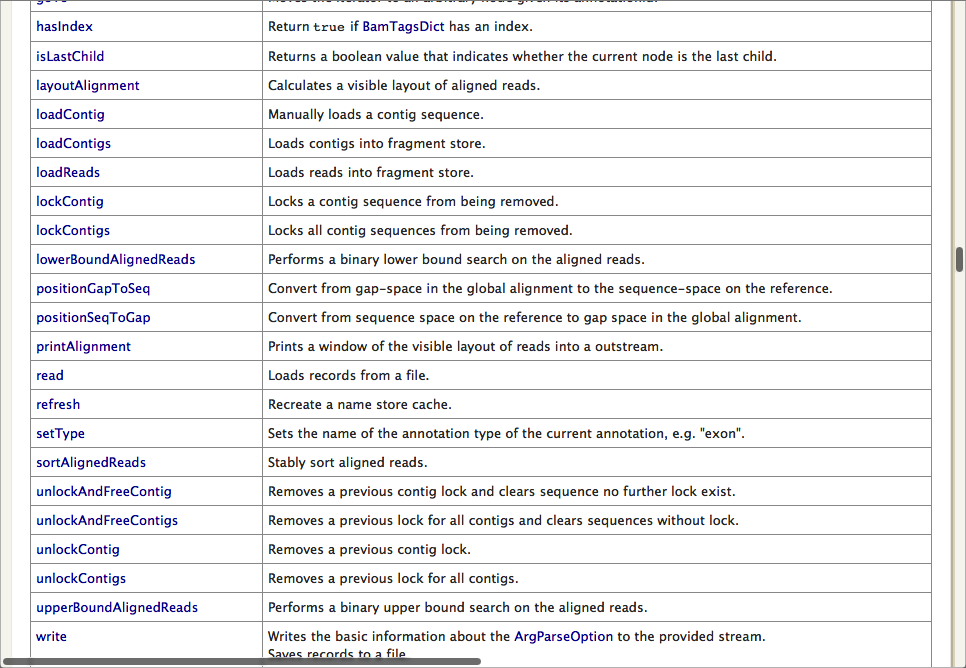 hasIndex Return true if BamTagsDict has an index.
isLastChild Returns a boolean value that indicates whether the current node is the last child.
layoutAlignment Calculates a visible layout of aligned reads.
loadContig Manually loads a contig sequence.
loadContigs Loads contigs into fragment store.
loadReads Loads reads into fragment store.
lockContig Locks a contig sequence from being removed.
lockContigs Locks all contig sequences from being removed.
lowerBoundAlignedReads Performs a binary lower bound search on the aligned reads.
positionGapToSeq Convert from gap-space in the global alignment to the sequence-space on the reference.
positionSeqToGap Convert from sequence space on the reference to gap space in the global alignment.
printAlignment Prints a window of the visible layout of reads into a outstream.
read Loads records from a file.
refresh Recreate a name store cache.
setType Sets the name of the annotation type of the current annotation, e.g. "exon".
sortAlignedReads Stably sort aligned reads.
unlockAndFreeContig Removes a previous contig lock and clears sequence no further lock exist.
unlockAndFreeContigs Removes a previous lock for all contigs and clears sequences without lock.
unlockContig Removes a previous contig lock.
unlockContigs Removes a previous lock for all contigs.
upperBoundAlignedReads Performs a binary upper bound search on the aligned reads.
write Writes the basic information about the ArgParseOption to the provided stream.
Saves records to a file.